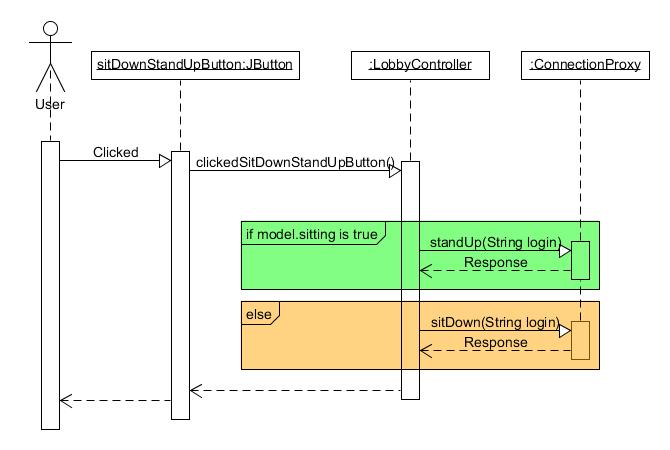 sitDownStandUpButton:JButton
:LobbyController
:ConnectionProxy
User
Clicked
clickedSitDownStandUpButton()
if model.sitting is true
standUp(String login)
Response
else
sitDown(String login)
Response